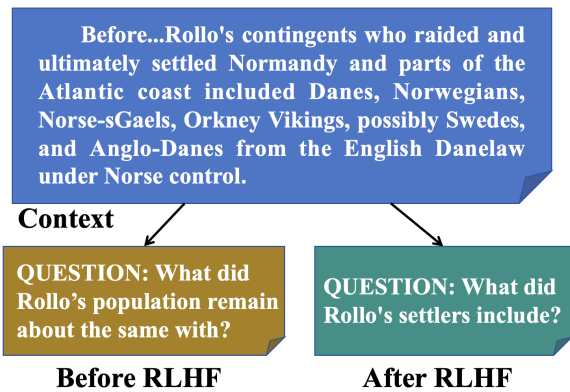 Before...Rollo's contingents who raided and
ultimately settled Normandy and parts of the
Atlantic coast included Danes, Norwegians,
Norse-sGaels, Orkney Vikings, possibly Swedes,
and Anglo-Danes from the English Danelaw
under Norse control.
Context
QUESTION: What did
Rollo’s population remain
about the same with?
QUESTION: What did
Rollo's settlers include?
Before RLHF
After RLHF